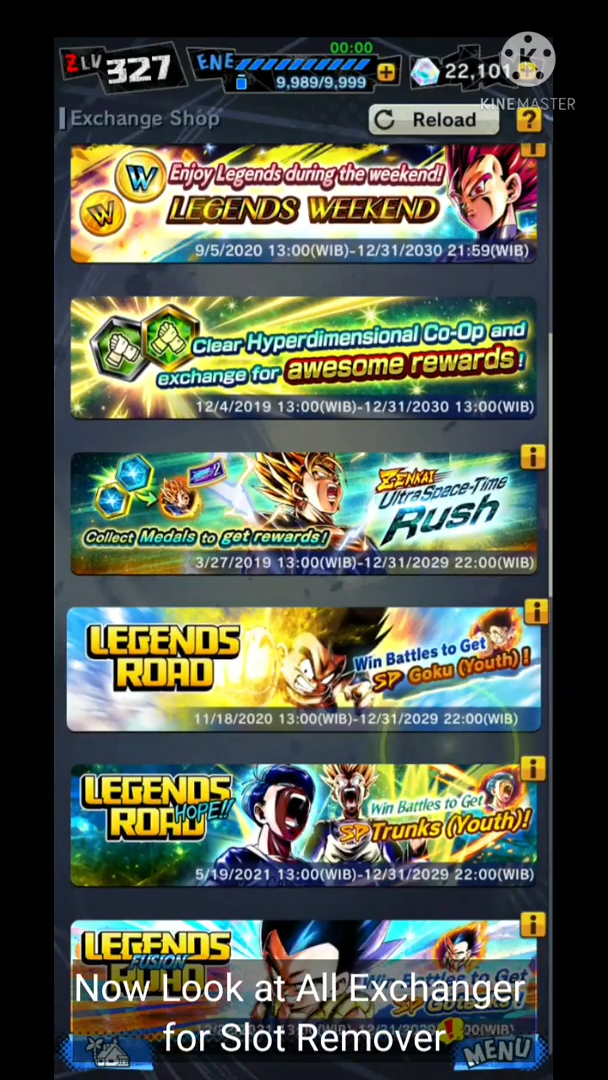 00:00
ZLV 327
ENE
9,989/9,999
22,101
KINEMASTER
Exchange Shop
Reload
?
Enjoy Legends during the weekend!
LEGENDS WEEKEND
W
W
9/5/2020 13:00(WIB)-12/31/2030 21:59(WIB)
Clear Hyperdimensional Co-Op and
exchange for awesome rewards!
12/4/2019 13:00(WIB)-12/31/2030 13:00(WIB)
ZENKAI
Ultra Space-Time
Rush
Collect Medals to get rewards!
3/27/2019 13:00(WIB)-12/31/2029 22:00(WIB)
LEGENDS
ROAD
Win Battles to Get
SP Goku (Youth)!
11/18/2020 13:00(WIB)-12/31/2029 22:00(WIB)
LEGENDS
ROAD HOPE!!
Win Battles to Get
SP Trunks (Youth)!
5/19/2021 13:00(WIB)-12/31/2029 22:00(WIB)
LEGENDS
FUSION
ROAD
Win Battles to Get
Now Look at All Exchanger
for Slot Remover
MENU